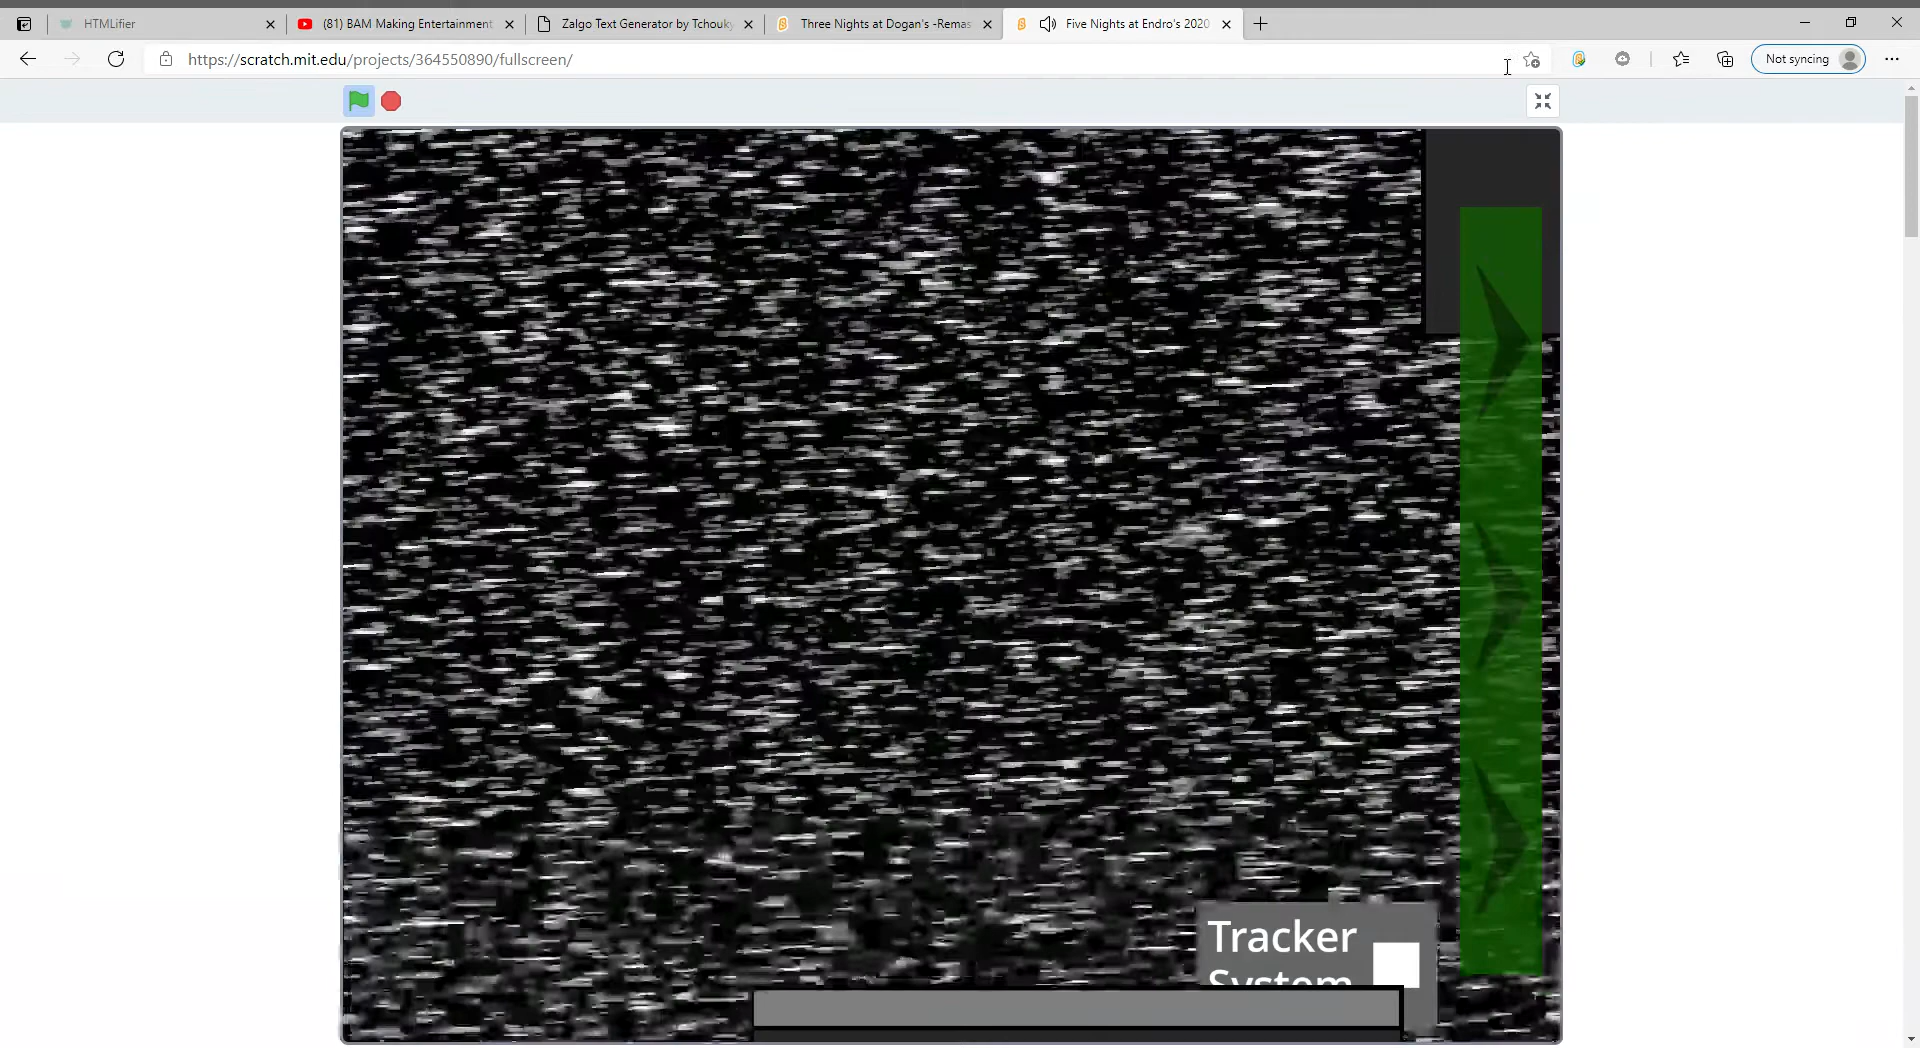 HTMLifier
(81) BAM Making Entertainment
Zalgo Text Generator by Tchouky
Three Nights at Dogan's -Remas
Five Nights at Endro's 2020
https://scratch.mit.edu/projects/364550890/fullscreen/
Not syncing
Tracker
System